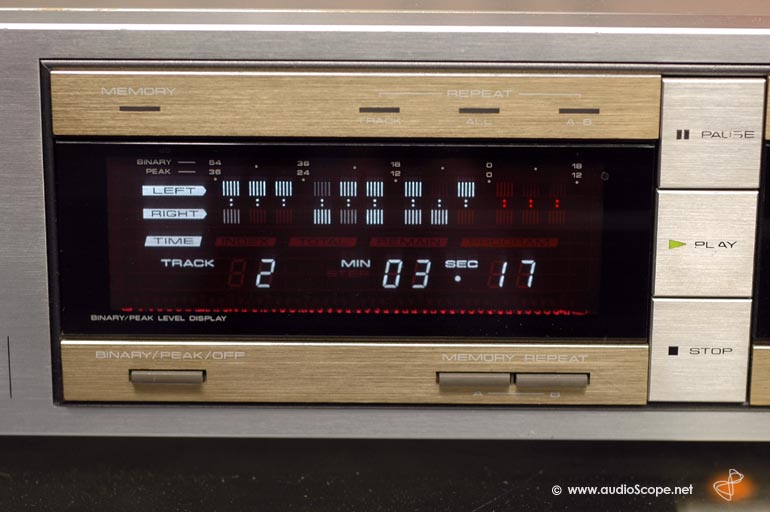 MEMORY
REPEAT
TRACK ALL A-B
BINARY 54 36 18 0 18
PEAK 36 24 12 0 12
LEFT
RIGHT
TIME INDEX TOTAL REMAIN PROGRAM
TRACK 2 MIN 03 SEC 17
STEP
BINARY/PEAK LEVEL DISPLAY
BINARY/PEAK/OFF
MEMORY REPEAT
A B
PAUSE
PLAY
STOP
© www.audioScope.net